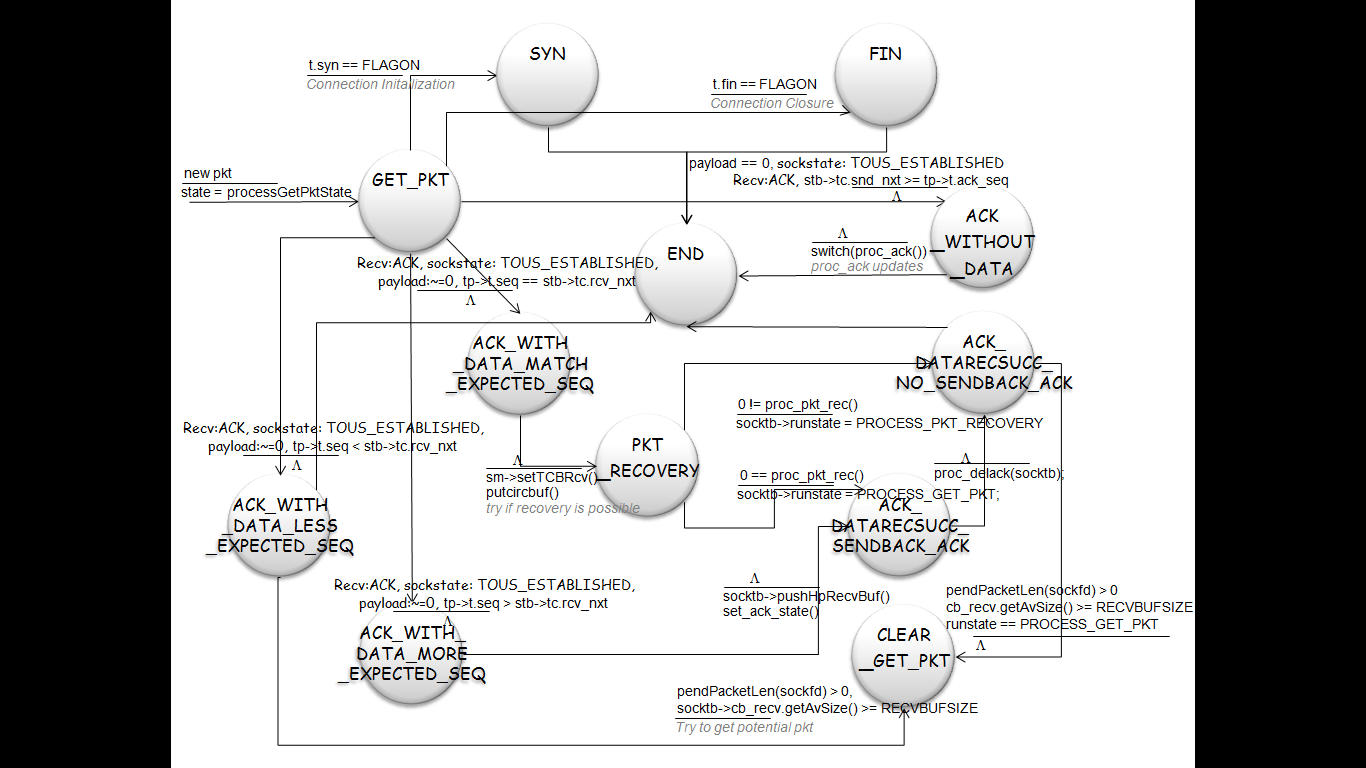 SYN
FIN
t.syn == FLAGON
Connection Initalization
t.fin == FLAGON
Connection Closure
new pkt
state = processGetPktState
GET_PKT
payload == 0, sockstate: TOUS_ESTABLISHED
Recv:ACK, stb->tc.snd_nxt >= tp->t.ack_seq
Λ
ACK
_WITHOUT
_DATA
Λ
switch(proc_ack())
proc_ack updates
END
Recv:ACK, sockstate: TOUS_ESTABLISHED,
payload:~=0, tp->t.seq == stb->tc.rcv_nxt
Λ
ACK_WITH
_DATA_MATCH
_EXPECTED_SEQ
ACK_
DATARECSUCC_
NO_SENDBACK_ACK
0 != proc_pkt_rec()
socktb->runstate = PROCESS_PKT_RECOVERY
Recv:ACK, sockstate: TOUS_ESTABLISHED,
payload:~=0, tp->t.seq < stb->tc.rcv_nxt
Λ
PKT
_RECOVERY
Λ
sm->setTCBRcv()
putcircbuf()
try if recovery is possible
0 == proc_pkt_rec()
socktb->runstate = PROCESS_GET_PKT;
Λ
proc_delack(socktb);
ACK_WITH
_DATA_LESS
_EXPECTED_SEQ
ACK_
DATARECSUCC_
SENDBACK_ACK
Recv:ACK, sockstate: TOUS_ESTABLISHED,
payload:~=0, tp->t.seq > stb->tc.rcv_nxt
Λ
ACK_WITH_
DATA_MORE
_EXPECTED_SEQ
Λ
socktb->pushHpRecvBuf()
set_ack_state()
pendPacketLen(sockfd) > 0
cb_recv.getAvSize() >= RECVBUFSIZE
runstate == PROCESS_GET_PKT
Λ
CLEAR
_GET_PKT
pendPacketLen(sockfd) > 0,
socktb->cb_recv.getAvSize() >= RECVBUFSIZE
Try to get potential pkt